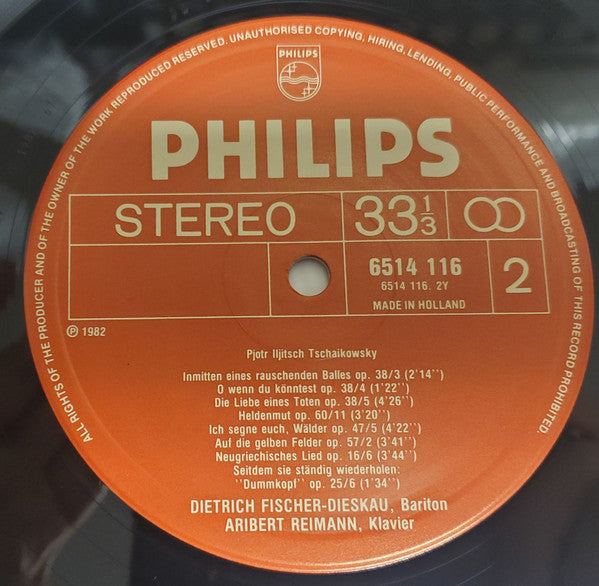 ALL RIGHTS OF THE PRODUCER AND OF THE OWNER OF THE WORK REPRODUCED RESERVED. UNAUTHORISED COPYING, HIRING, LENDING, PUBLIC PERFORMANCE AND BROADCASTING OF THIS RECORD PROHIBITED.
PHILIPS
PHILIPS
STEREO
33 1/3
6514 116
6514 116. 2Y
MADE IN HOLLAND
2
℗ 1982
Pjotr Iljitsch Tschaikowsky
Inmitten eines rauschenden Balles op. 38/3 (2'14'')
O wenn du könntest op. 38/4 (1'22'')
Die Liebe eines Toten op. 38/5 (4'26'')
Heldenmut op. 60/11 (3'20'')
Ich segne euch, Wälder op. 47/5 (4'22'')
Auf die gelben Felder op. 57/2 (3'41'')
Neugriechisches Lied op. 16/6 (3'44'')
Seitdem sie ständig wiederholen:
''Dummkopf'' op. 25/6 (1'34'')
DIETRICH FISCHER-DIESKAU, Bariton
ARIBERT REIMANN, Klavier